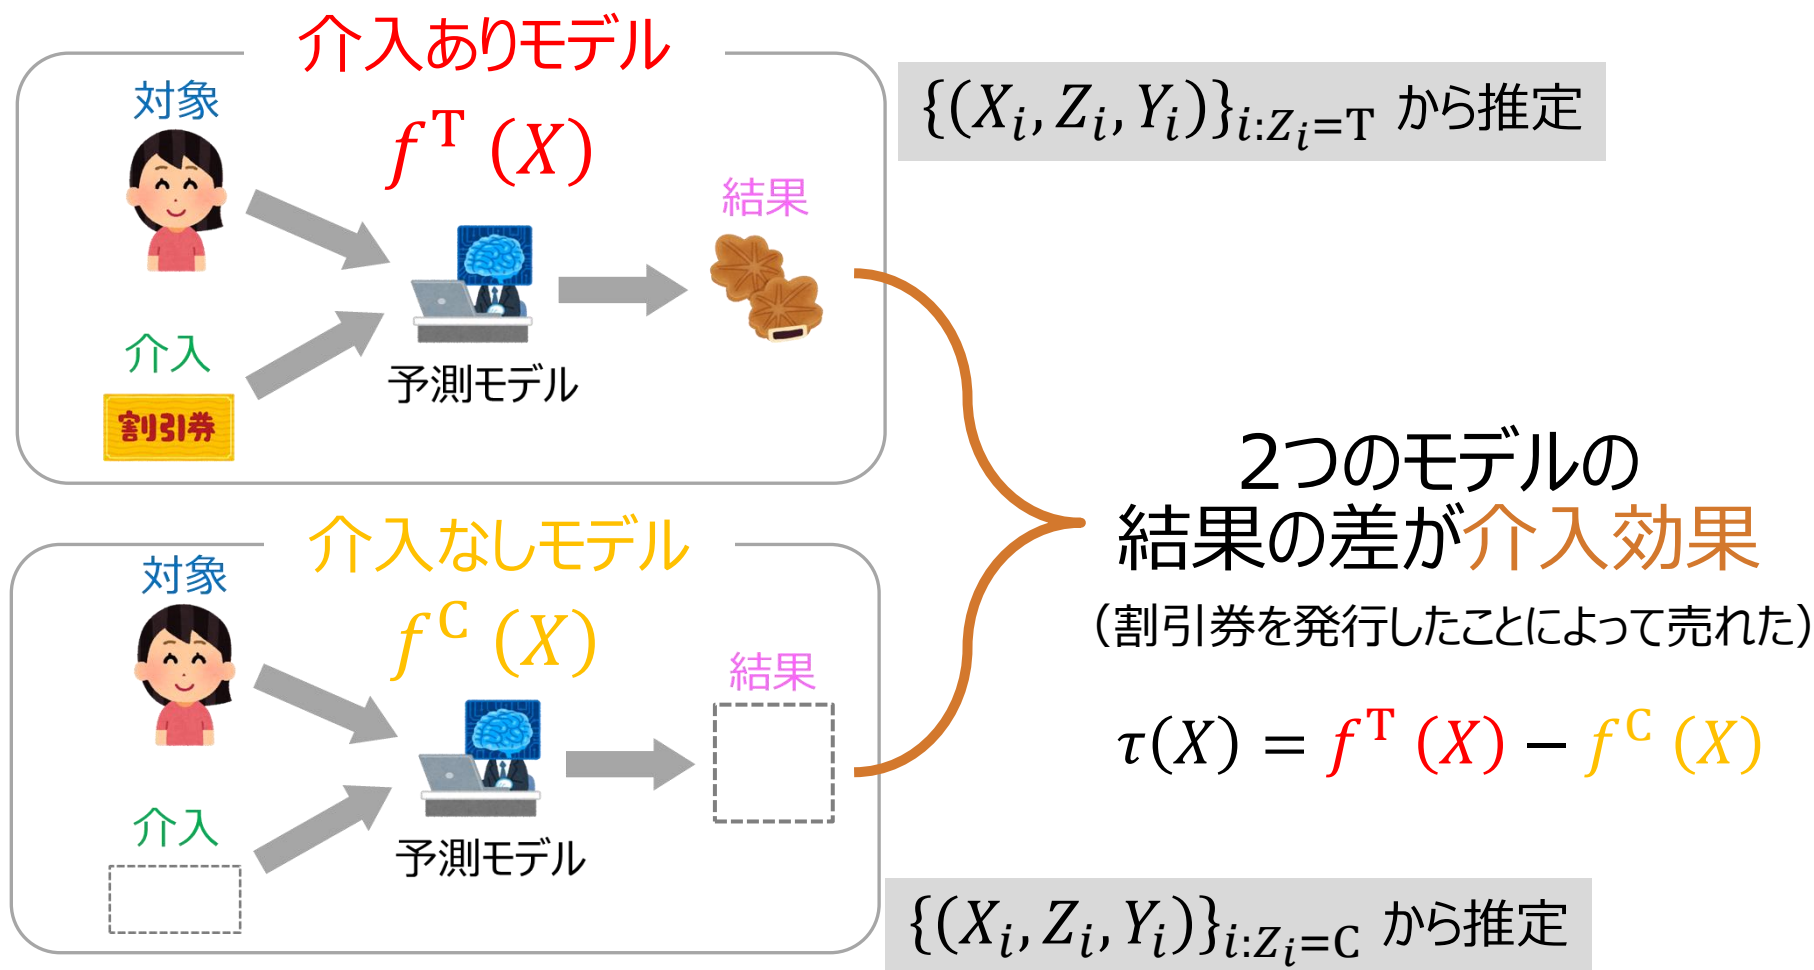 介入ありモデル
対象
f^T (X)
{(X_i, Z_i, Y_i)}_{i:Z_i=T} から推定
結果
介入
予測モデル
割引券
介入なしモデル
対象
f^C (X)
結果
介入
予測モデル
{(X_i, Z_i, Y_i)}_{i:Z_i=C} から推定
2つのモデルの
結果の差が介入効果
（割引券を発行したことによって売れた）
τ(X) = f^T (X) − f^C (X)